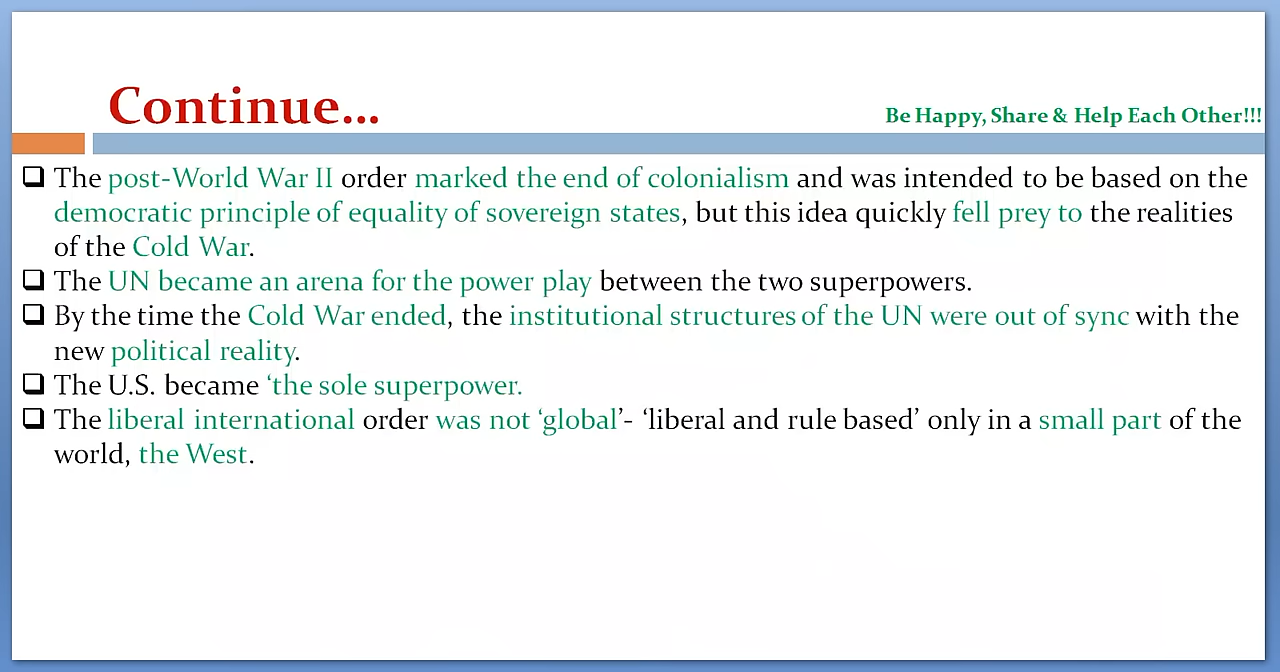 Continue...
Be Happy, Share & Help Each Other!!!
❑ The post-World War II order marked the end of colonialism and was intended to be based on the
democratic principle of equality of sovereign states, but this idea quickly fell prey to the realities
of the Cold War.
❑ The UN became an arena for the power play between the two superpowers.
❑ By the time the Cold War ended, the institutional structures of the UN were out of sync with the
new political reality.
❑ The U.S. became ‘the sole superpower.
❑ The liberal international order was not ‘global’- ‘liberal and rule based’ only in a small part of the
world, the West.